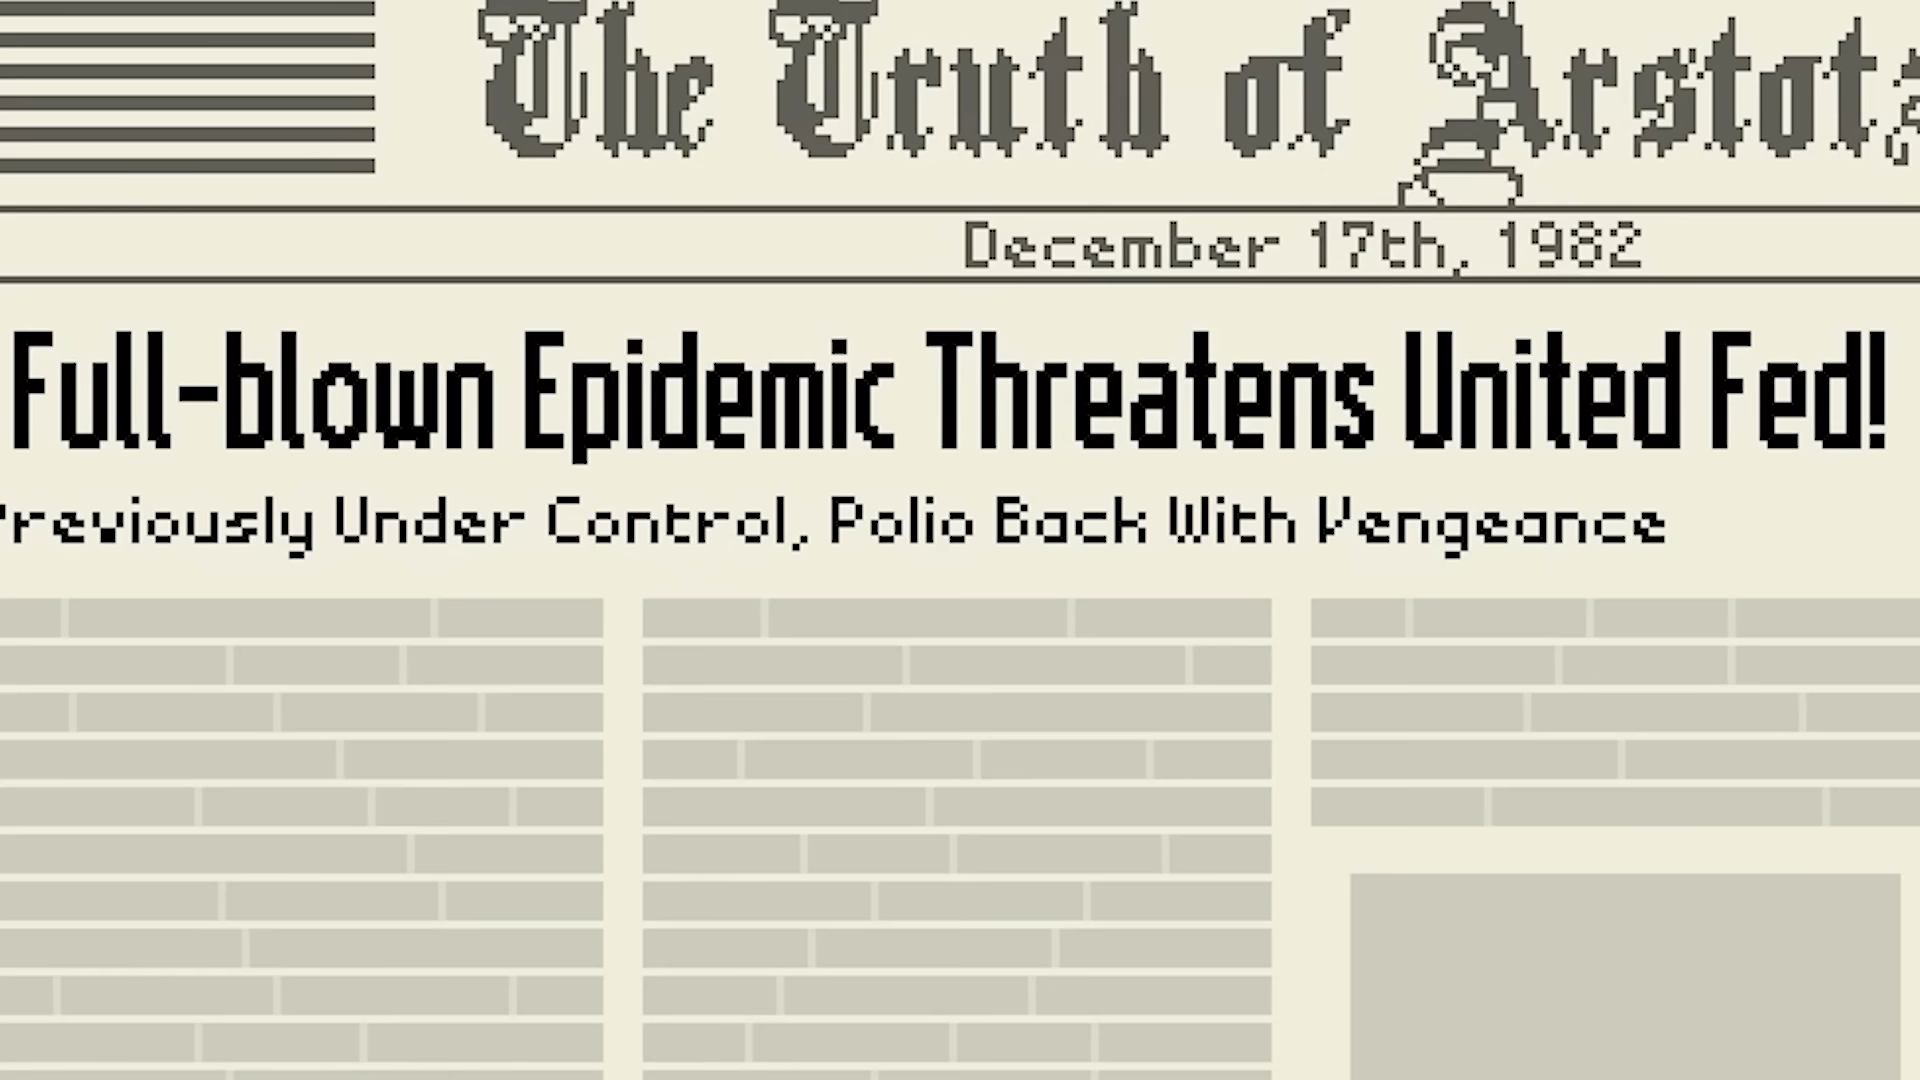 The Truth of Arstotz
December 17th, 1982
Full-blown Epidemic Threatens United Fed!
Previously Under Control, Polio Back With Vengeance